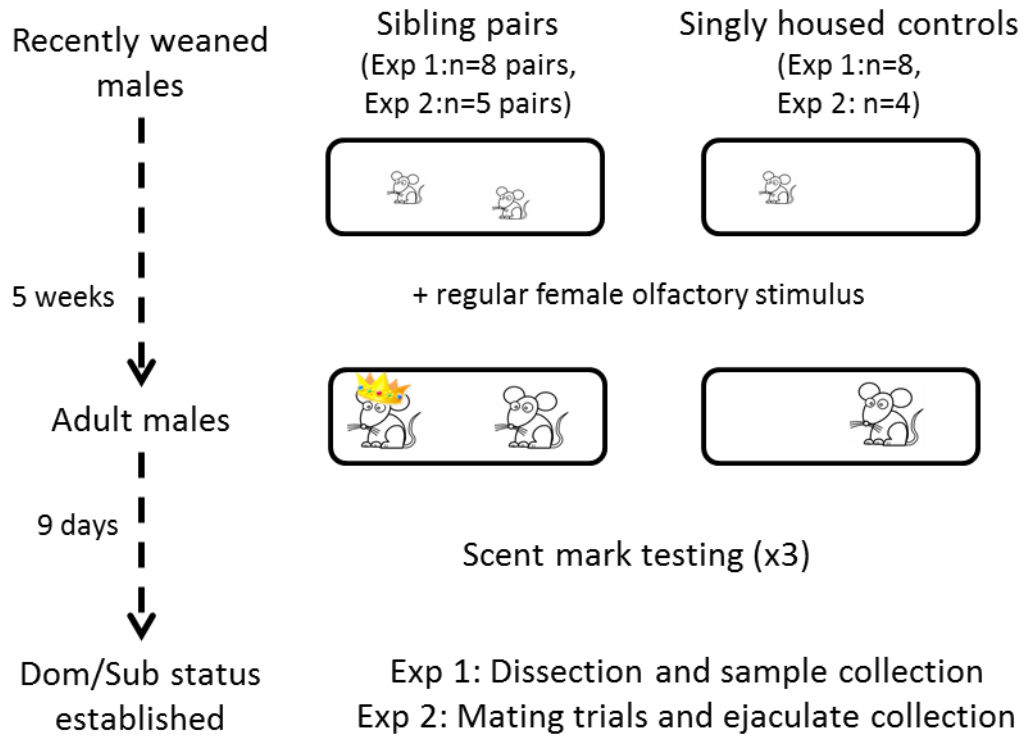 Recently weaned
males
Sibling pairs
(Exp 1:n=8 pairs,
Exp 2:n=5 pairs)
Singly housed controls
(Exp 1:n=8,
Exp 2: n=4)
5 weeks
+ regular female olfactory stimulus
Adult males
9 days
Scent mark testing (x3)
Dom/Sub status
established
Exp 1: Dissection and sample collection
Exp 2: Mating trials and ejaculate collection